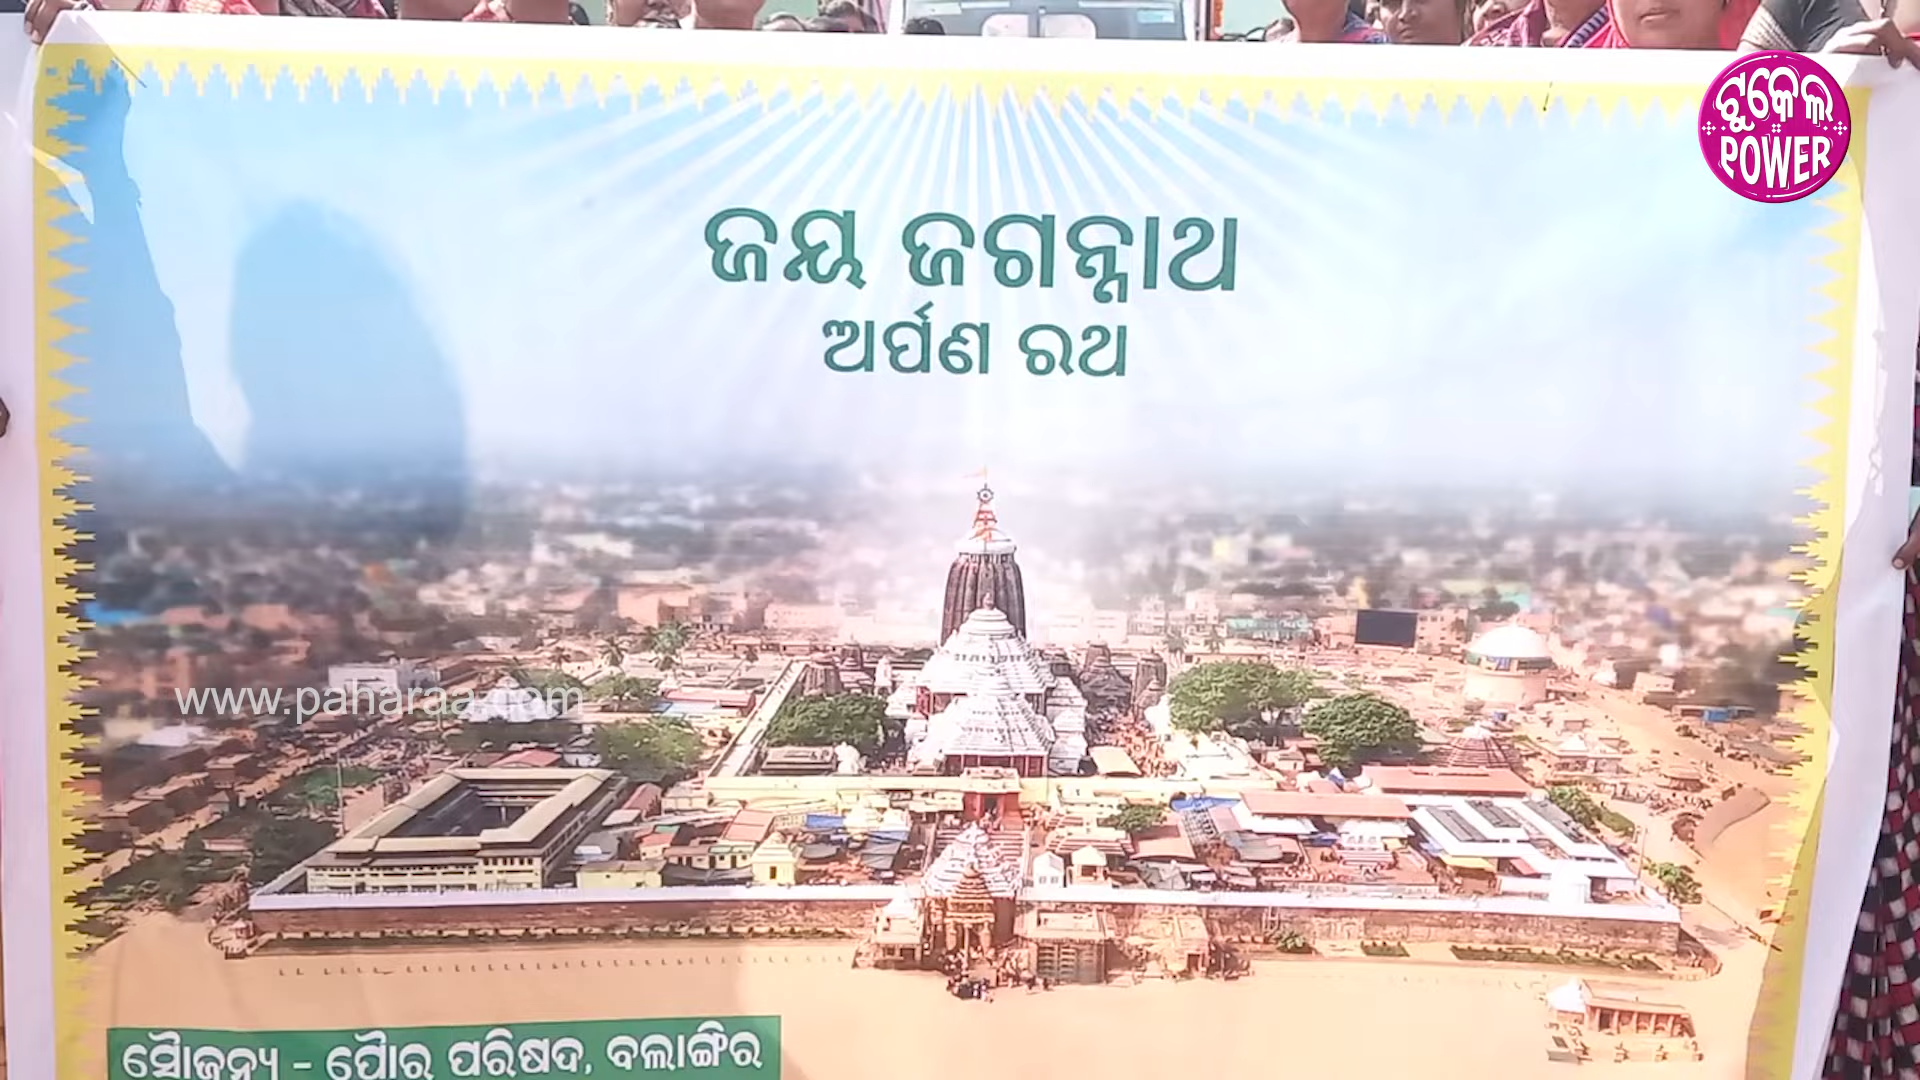 ଟୁକେଲ
POWER
ଜୟ ଜଗନ୍ନାଥ
ଅର୍ପଣ ରଥ
www.paharaa.com
ସୌଜନ୍ୟ - ପୌର ପରିଷଦ, ବଲାଙ୍ଗିର